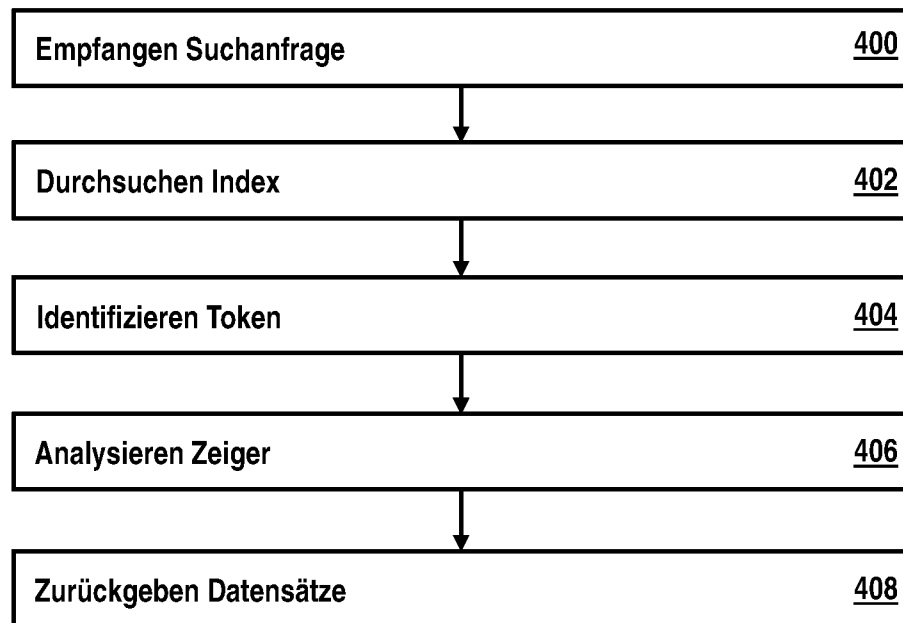 Empfangen Suchanfrage 400
Durchsuchen Index 402
Identifizieren Token 404
Analysieren Zeiger 406
Zurückgeben Datensätze 408